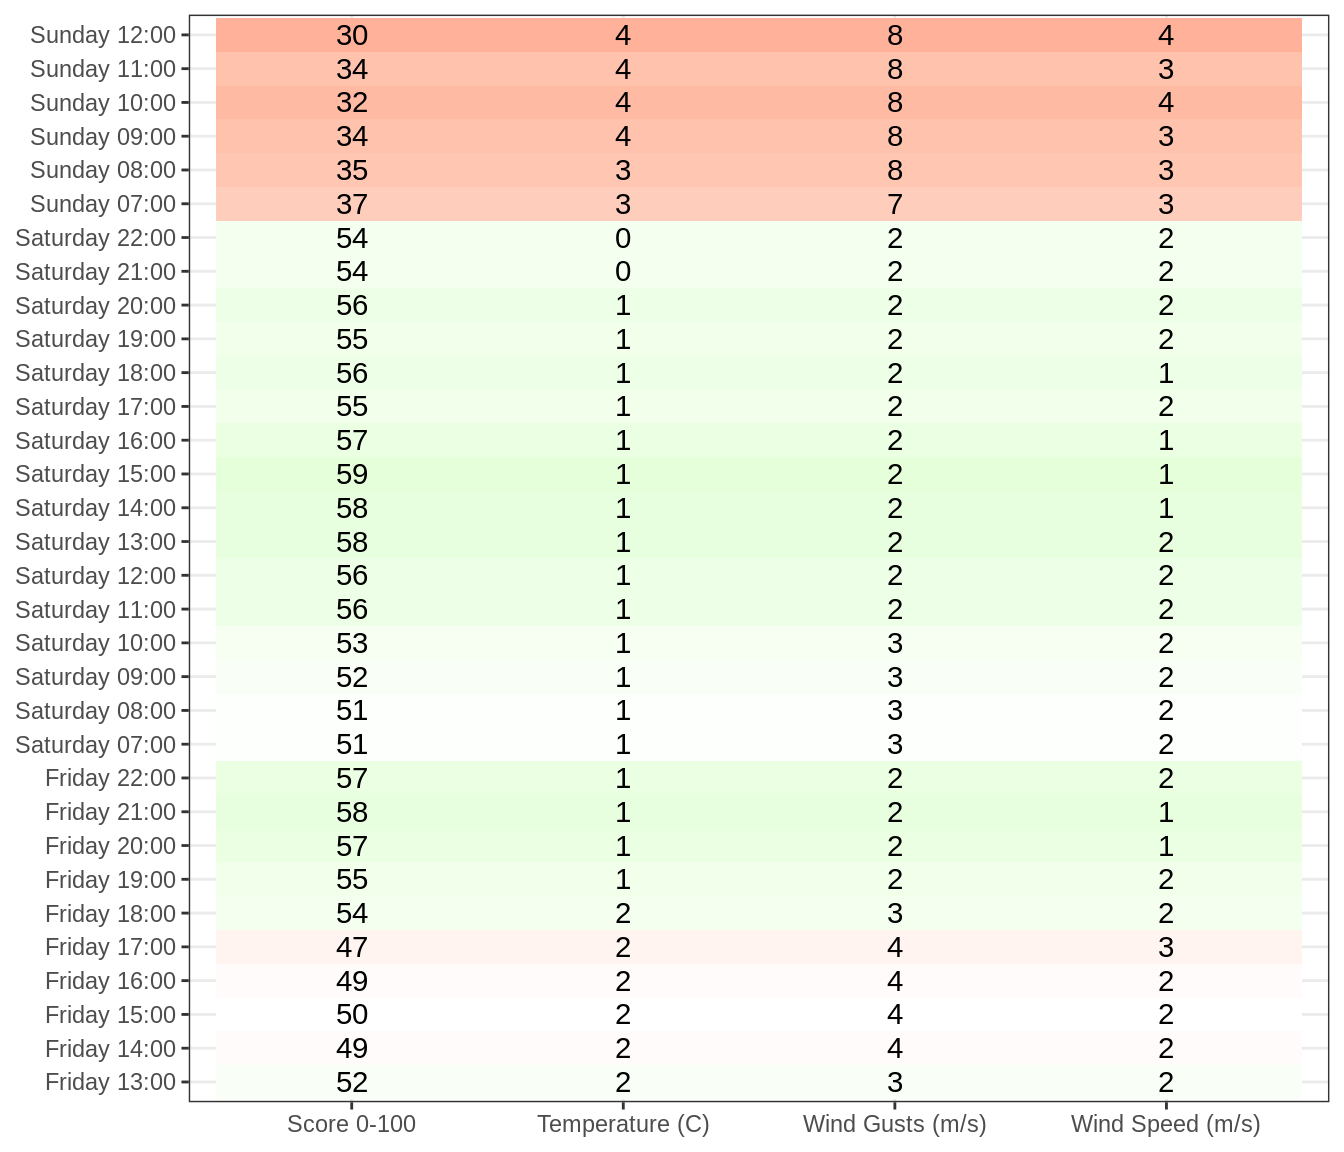 Sunday 12:00 30 4 8 4
Sunday 11:00 34 4 8 3
Sunday 10:00 32 4 8 4
Sunday 09:00 34 4 8 3
Sunday 08:00 35 3 8 3
Sunday 07:00 37 3 7 3
Saturday 22:00 54 0 2 2
Saturday 21:00 54 0 2 2
Saturday 20:00 56 1 2 2
Saturday 19:00 55 1 2 2
Saturday 18:00 56 1 2 1
Saturday 17:00 55 1 2 2
Saturday 16:00 57 1 2 1
Saturday 15:00 59 1 2 1
Saturday 14:00 58 1 2 1
Saturday 13:00 58 1 2 2
Saturday 12:00 56 1 2 2
Saturday 11:00 56 1 2 2
Saturday 10:00 53 1 3 2
Saturday 09:00 52 1 3 2
Saturday 08:00 51 1 3 2
Saturday 07:00 51 1 3 2
Friday 22:00 57 1 2 2
Friday 21:00 58 1 2 1
Friday 20:00 57 1 2 1
Friday 19:00 55 1 2 2
Friday 18:00 54 2 3 2
Friday 17:00 47 2 4 3
Friday 16:00 49 2 4 2
Friday 15:00 50 2 4 2
Friday 14:00 49 2 4 2
Friday 13:00 52 2 3 2
Score 0-100 Temperature (C) Wind Gusts (m/s) Wind Speed (m/s)